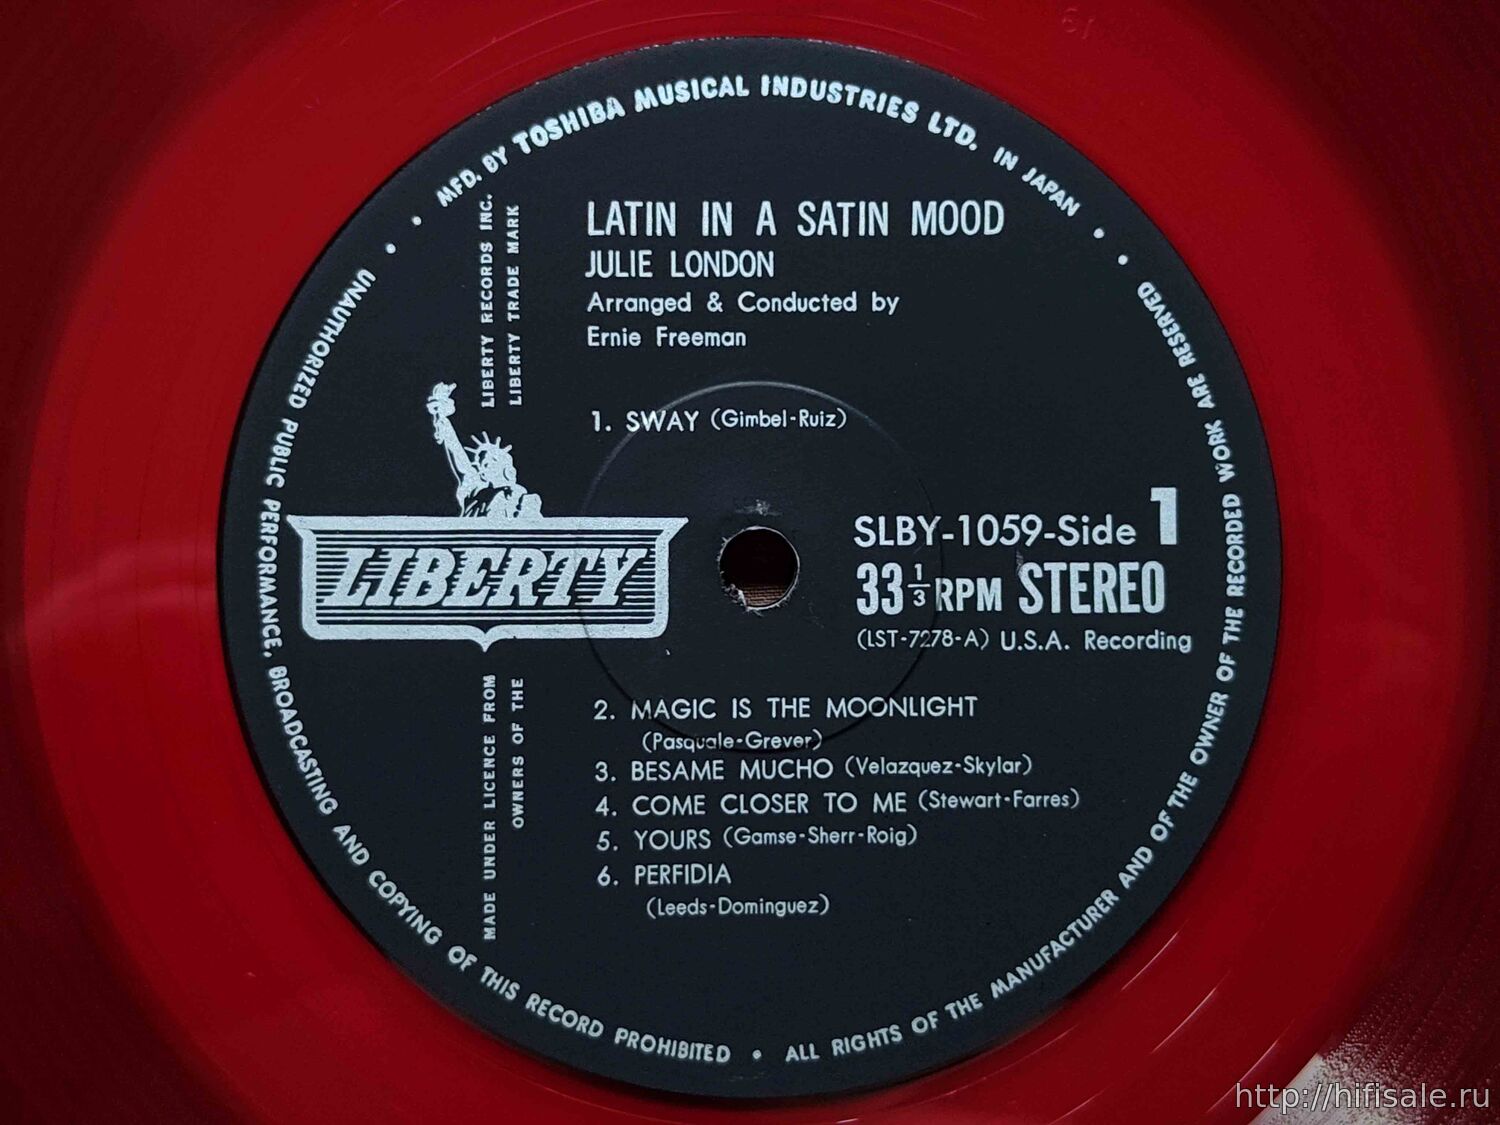 MFD. BY TOSHIBA MUSICAL INDUSTRIES LTD. IN JAPAN
LIBERTY RECORDS INC.
LIBERTY TRADE MARK
LATIN IN A SATIN MOOD
JULIE LONDON
Arranged & Conducted by
Ernie Freeman
1. SWAY (Gimbel-Ruiz)
LIBERTY
SLBY-1059-Side 1
33 1/3 RPM STEREO
(LST-7278-A) U.S.A. Recording
MADE UNDER LICENCE FROM
OWNERS OF THE
2. MAGIC IS THE MOONLIGHT
(Pasquale-Grever)
3. BESAME MUCHO (Velazquez-Skylar)
4. COME CLOSER TO ME (Stewart-Farres)
5. YOURS (Gamse-Sherr-Roig)
6. PERFIDIA
(Leeds-Dominguez)
UNAUTHORIZED PUBLIC PERFORMANCE, BROADCASTING AND COPYING OF THIS RECORD PROHIBITED • ALL RIGHTS OF THE MANUFACTURER AND OF THE OWNER OF THE RECORDED WORK ARE RESERVED
http://hifisale.ru